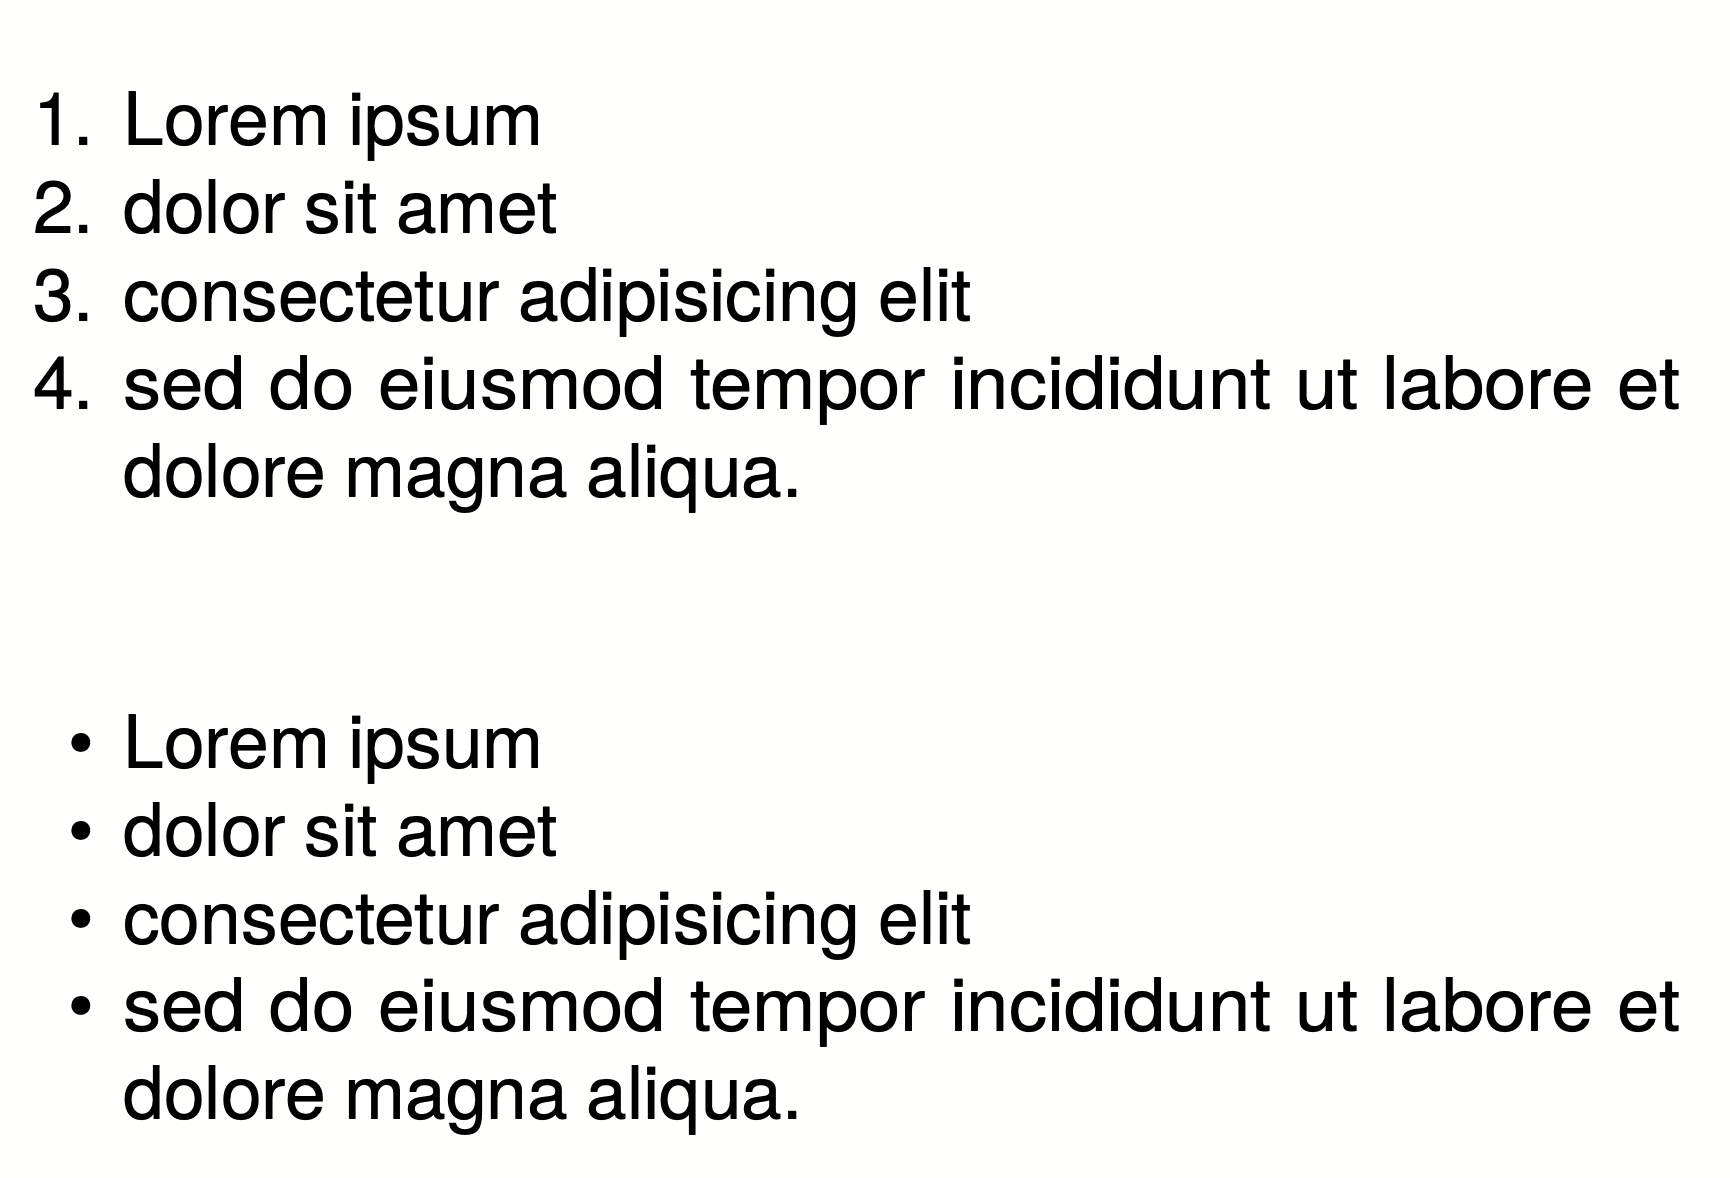 1. Lorem ipsum
2. dolor sit amet
3. consectetur adipisicing elit
4. sed do eiusmod tempor incididunt ut labore et
dolore magna aliqua.
• Lorem ipsum
• dolor sit amet
• consectetur adipisicing elit
• sed do eiusmod tempor incididunt ut labore et
dolore magna aliqua.